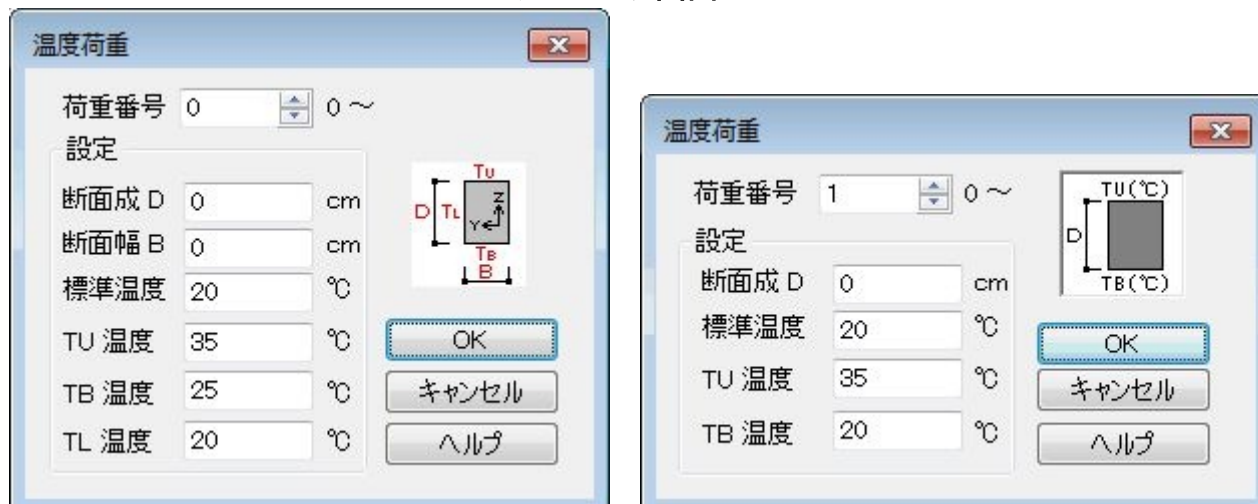 温度荷重
荷重番号 0 0 ～
設定
断面成 D 0 cm
断面幅 B 0 cm
標準温度 20 ℃
TU 温度 35 ℃
TB 温度 25 ℃
TL 温度 20 ℃
TU
D TL Z
Y
TB
B
OK
キャンセル
ヘルプ
温度荷重
荷重番号 1 0 ～
設定
断面成 D 0 cm
標準温度 20 ℃
TU 温度 35 ℃
TB 温度 20 ℃
TU(℃)
D
TB(℃)
OK
キャンセル
ヘルプ